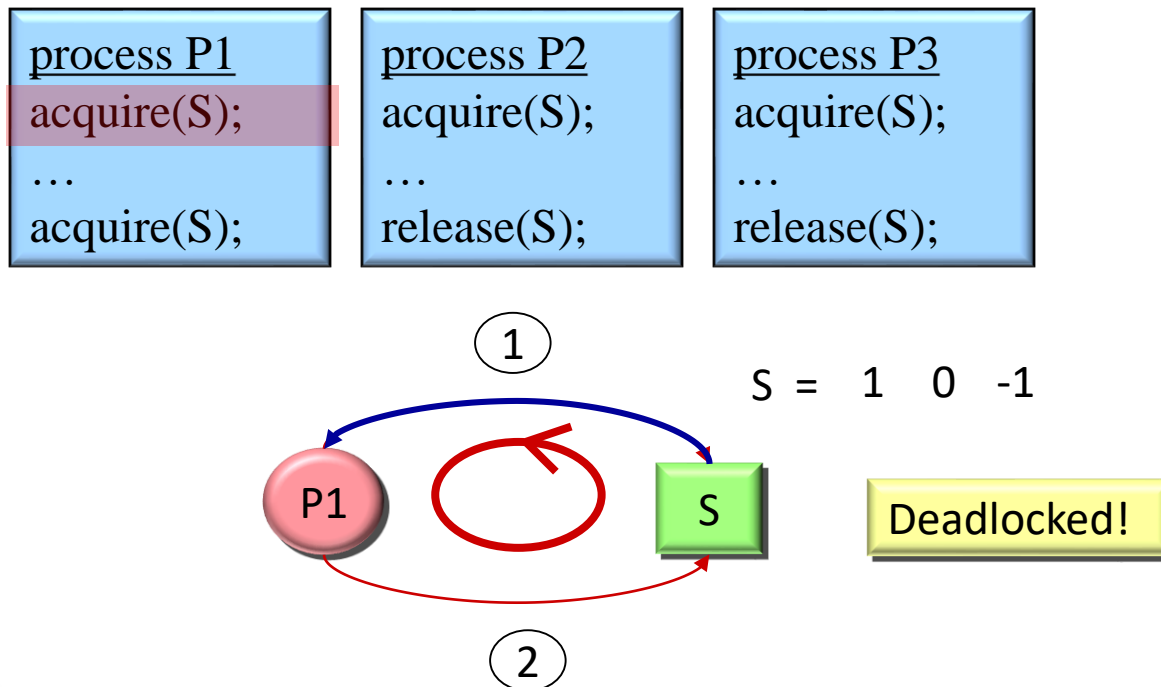 process P1
acquire(S);
…
acquire(S);
process P2
acquire(S);
…
release(S);
process P3
acquire(S);
…
release(S);
1
S = 1 0 -1
P1
S
Deadlocked!
2